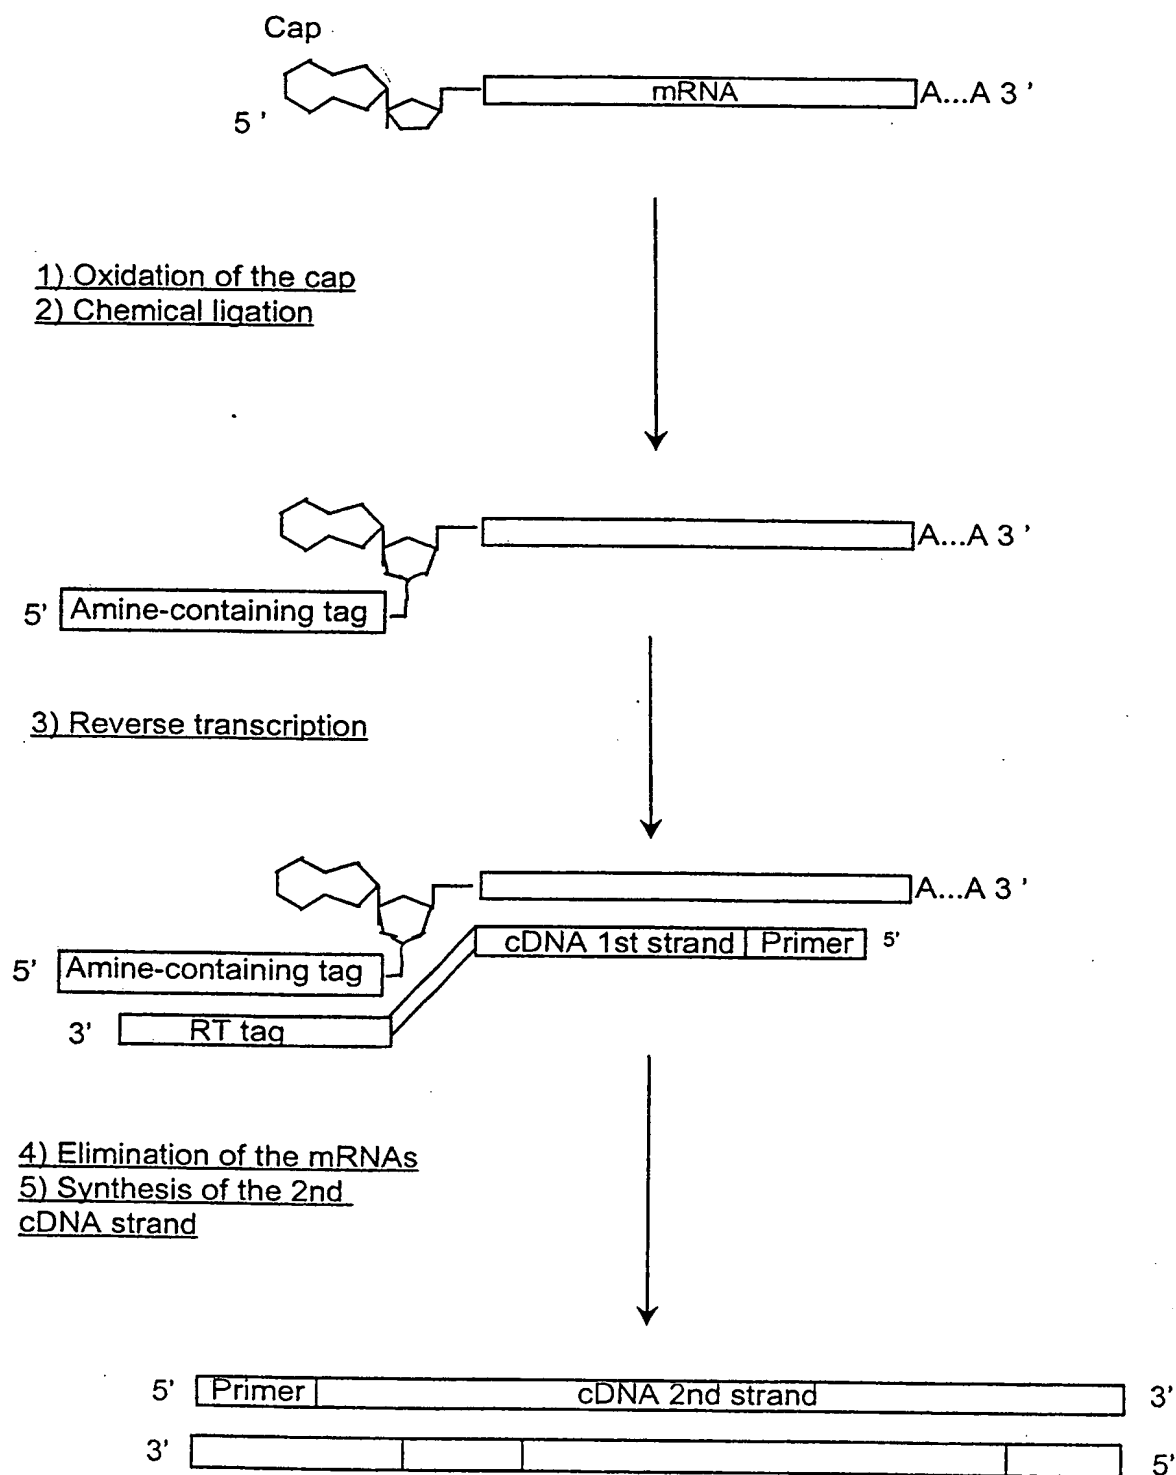 Cap
5 ' mRNA A...A 3 '
1) Oxidation of the cap
2) Chemical ligation
A...A 3 '
5' Amine-containing tag
3) Reverse transcription
A...A 3 '
cDNA 1st strand Primer 5'
5' Amine-containing tag
3' RT tag
4) Elimination of the mRNAs
5) Synthesis of the 2nd
cDNA strand
5' Primer cDNA 2nd strand 3'
3' 5'